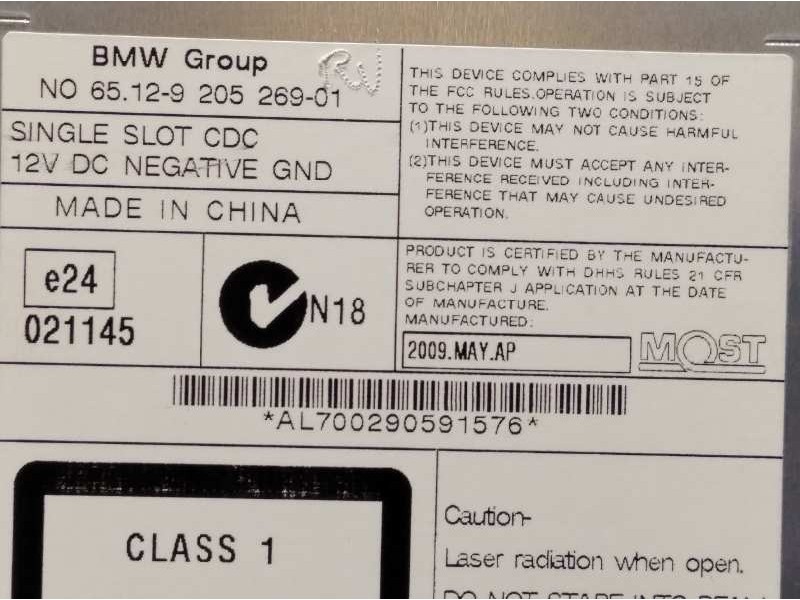 BMW Group
NO 65.12-9 205 269-01
SINGLE SLOT CDC
12V DC NEGATIVE GND
MADE IN CHINA
e24
021145
N18
THIS DEVICE COMPLIES WITH PART 15 OF
THE FCC RULES.OPERATION IS SUBJECT
TO THE FOLLOWING TWO CONDITIONS:
(1)THIS DEVICE MAY NOT CAUSE HARMFUL
INTERFERENCE.
(2)THIS DEVICE MUST ACCEPT ANY INTER-
FERENCE RECEIVED INCLUDING INTER-
FERENCE THAT MAY CAUSE UNDESIRED
OPERATION.
PRODUCT IS CERTIFIED BY THE MANUFACTU-
RER TO COMPLY WITH DHHS RULES 21 CFR
SUBCHAPTER J APPLICATION AT THE DATE
OF MANUFACTURE.
MANUFACTURED:
2009.MAY.AP
MOST
*AL700290591576*
CLASS 1
Caution-
Laser radiation when open.
DO NOT STARE INTO BEAM